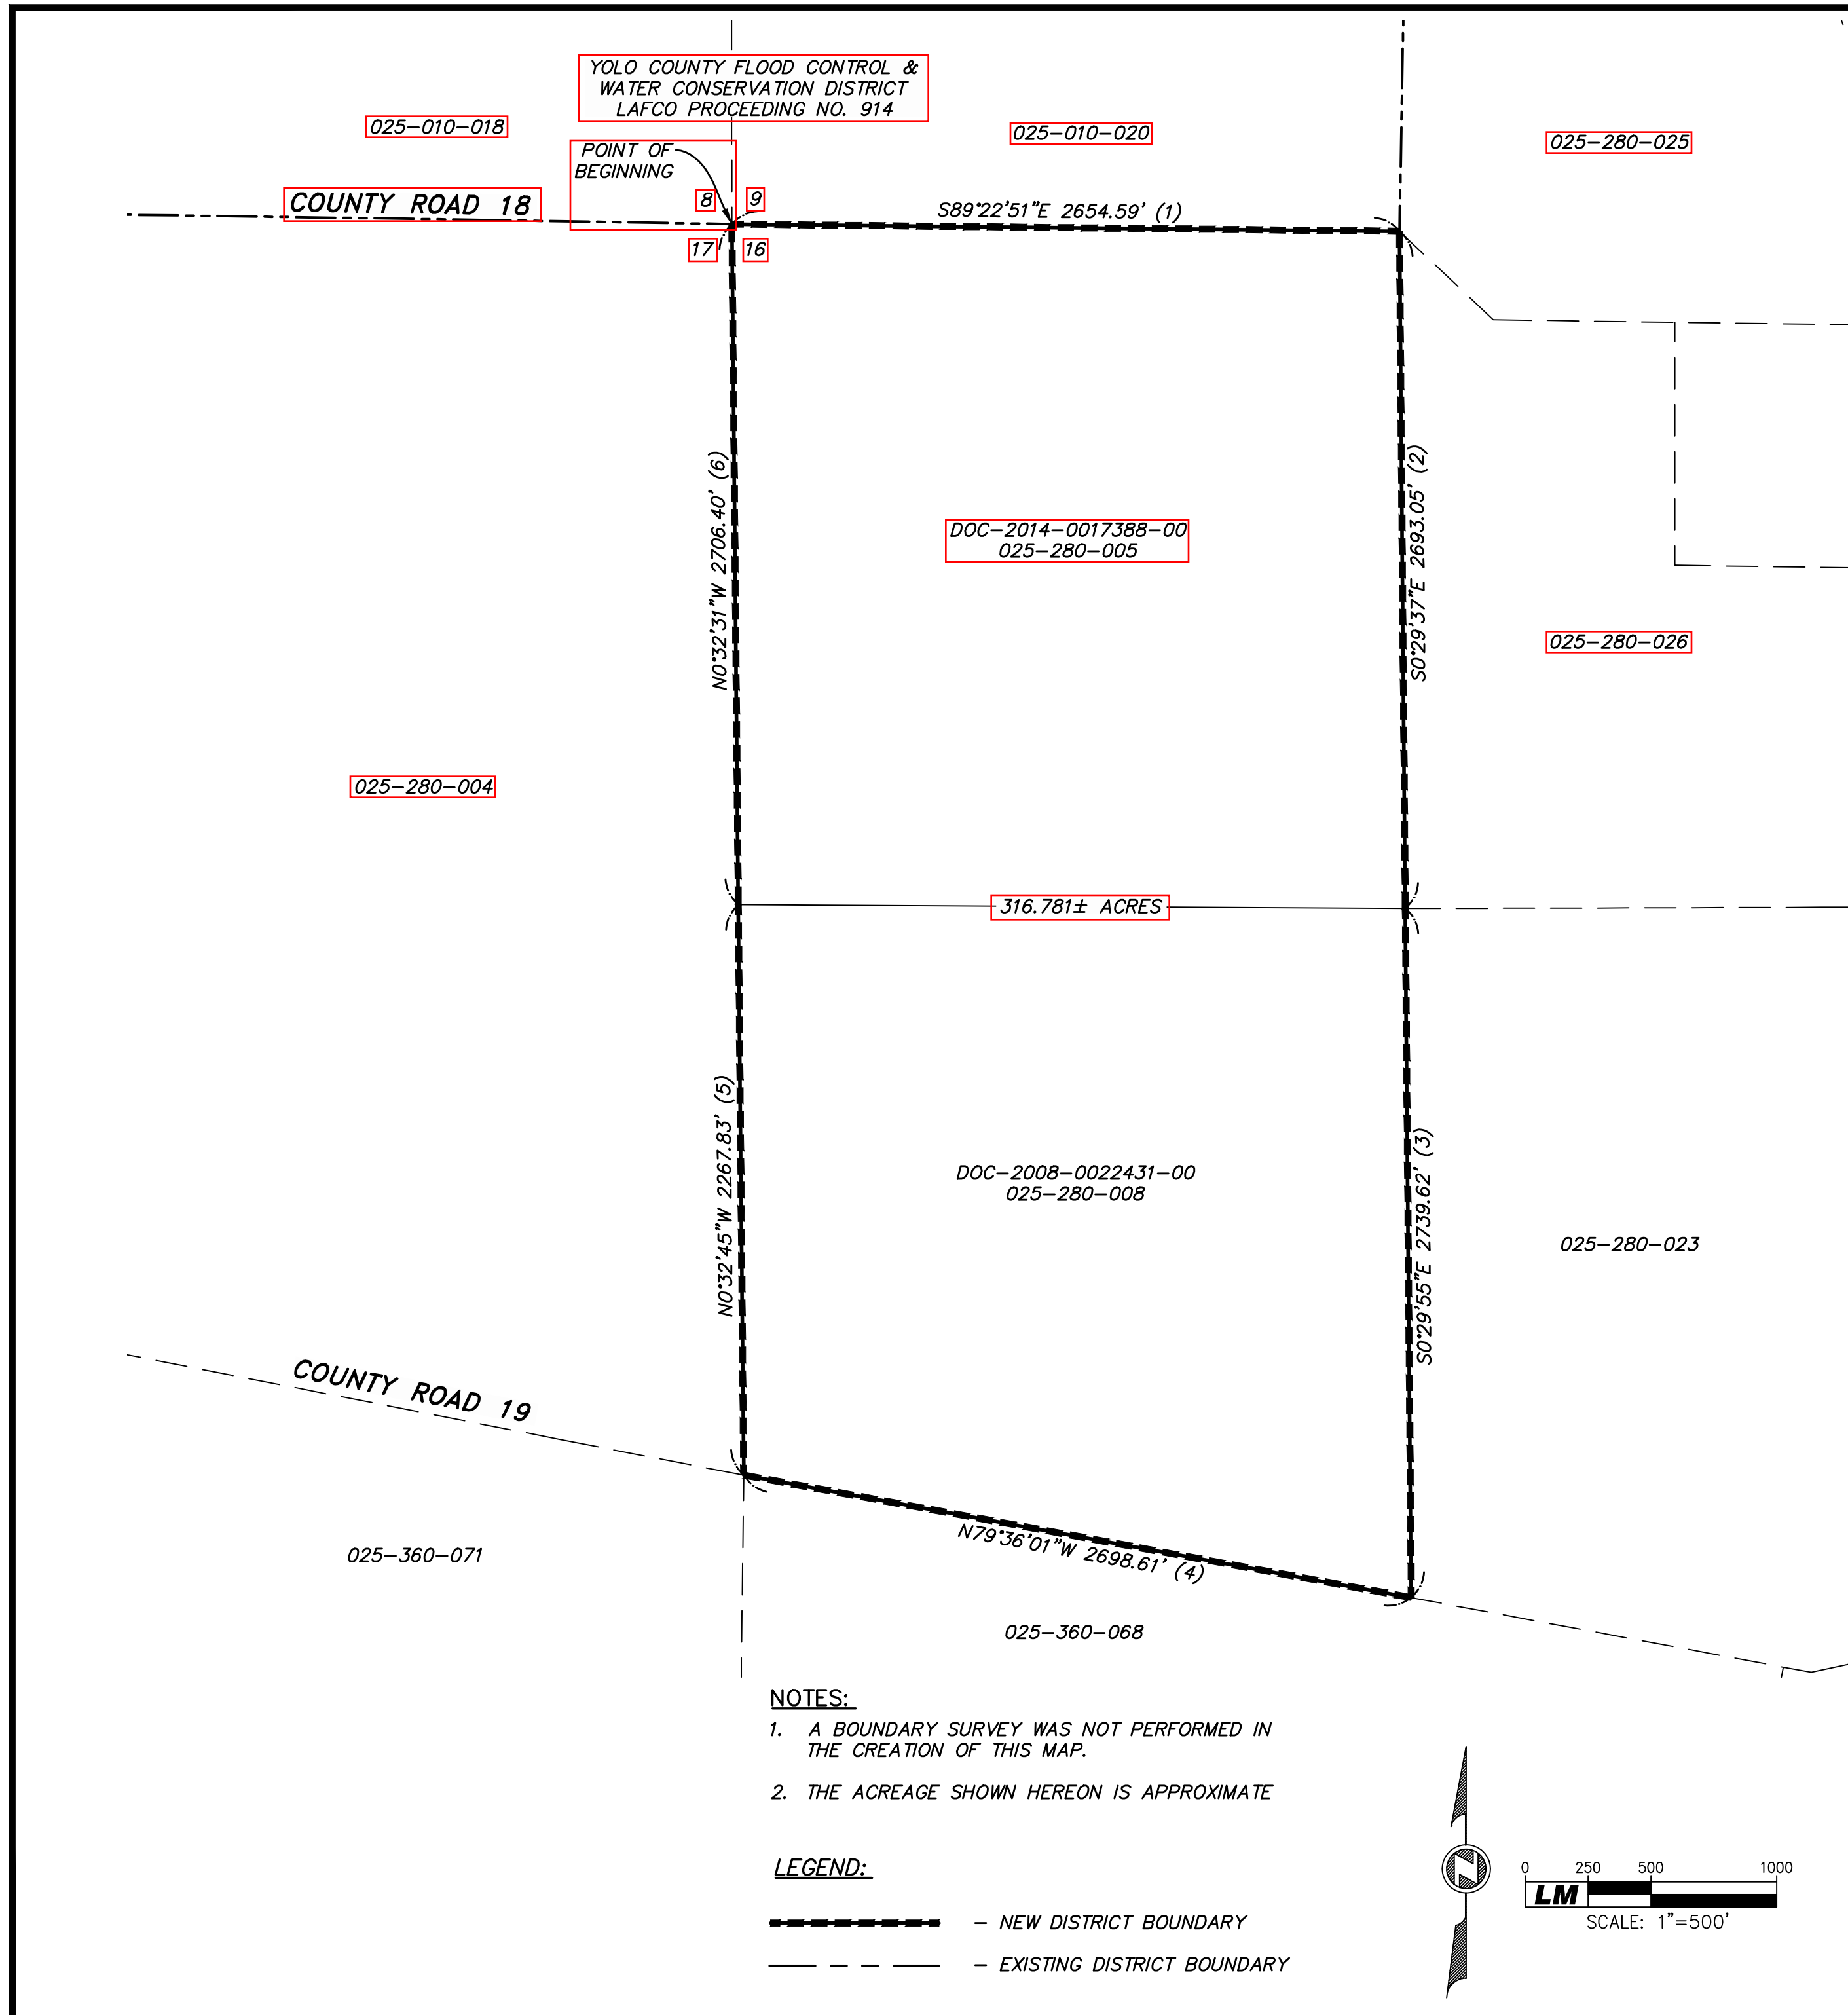 YOLO COUNTY FLOOD CONTROL &
WATER CONSERVATION DISTRICT
LAFCO PROCEEDING NO. 914
025-010-018
025-010-020
025-280-025
POINT OF
BEGINNING
COUNTY ROAD 18
8
9
17
16
S89°22'51"E 2654.59' (1)
N0°32'31"W 2706.40' (6)
S0°29'37"E 2693.05' (2)
DOC-2014-0017388-00
025-280-005
025-280-026
025-280-004
316.781± ACRES
N0°32'45"W 2267.83' (5)
S0°29'55"E 2739.62' (3)
DOC-2008-0022431-00
025-280-008
025-280-023
COUNTY ROAD 19
N79°36'01"W 2698.61' (4)
025-360-071
025-360-068
NOTES:
1. A BOUNDARY SURVEY WAS NOT PERFORMED IN
THE CREATION OF THIS MAP.
2. THE ACREAGE SHOWN HEREON IS APPROXIMATE
LEGEND:
- NEW DISTRICT BOUNDARY
- EXISTING DISTRICT BOUNDARY
N
0 250 500 1000
LM
SCALE: 1"=500'